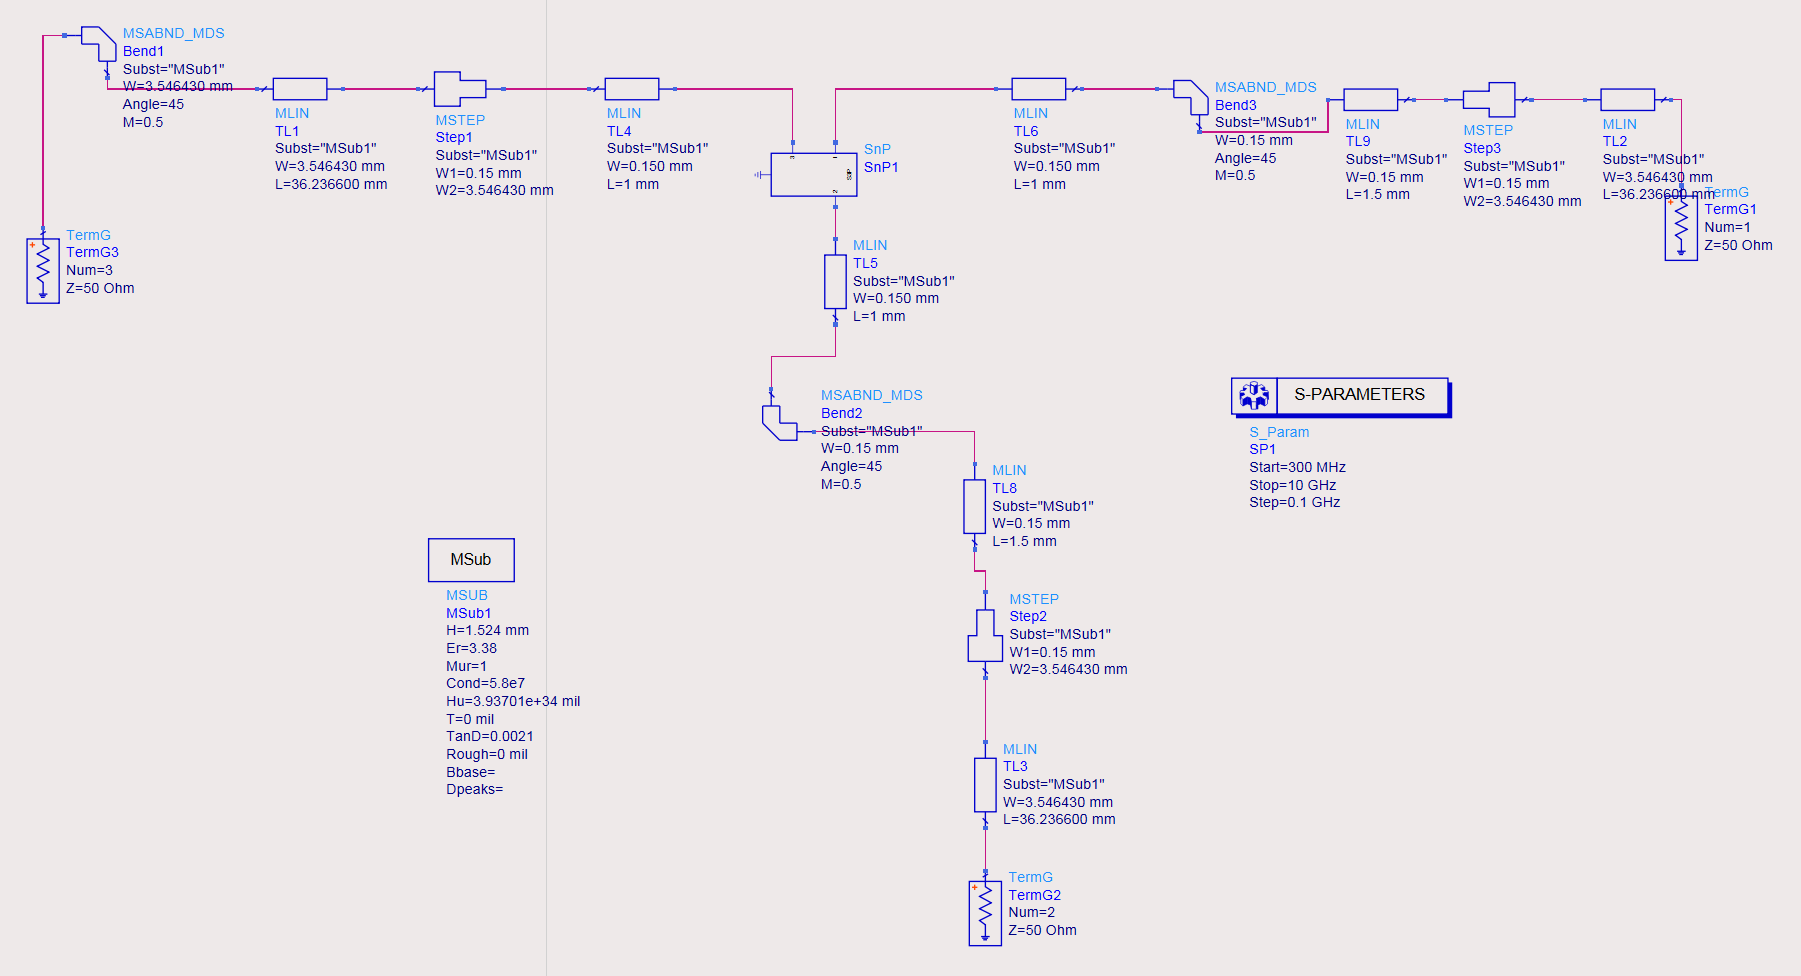 MSABND_MDS
Bend1
Subst="MSub1"
W=3.546430 mm
Angle=45
M=0.5
MLIN
TL1
Subst="MSub1"
W=3.546430 mm
L=36.236600 mm
MSTEP
Step1
Subst="MSub1"
W1=0.15 mm
W2=3.546430 mm
MLIN
TL4
Subst="MSub1"
W=0.150 mm
L=1 mm
SnP
SnP1
3
1
2
S3P
MLIN
TL6
Subst="MSub1"
W=0.150 mm
L=1 mm
MSABND_MDS
Bend3
Subst="MSub1"
W=0.15 mm
Angle=45
M=0.5
MLIN
TL9
Subst="MSub1"
W=0.15 mm
L=1.5 mm
MSTEP
Step3
Subst="MSub1"
W1=0.15 mm
W2=3.546430 mm
MLIN
TL2
Subst="MSub1"
W=3.546430 mm
L=36.236600 mm
TermG
TermG1
Num=1
Z=50 Ohm
TermG
TermG3
Num=3
Z=50 Ohm
MLIN
TL5
Subst="MSub1"
W=0.150 mm
L=1 mm
MSABND_MDS
Bend2
Subst="MSub1"
W=0.15 mm
Angle=45
M=0.5
S-PARAMETERS
S_Param
SP1
Start=300 MHz
Stop=10 GHz
Step=0.1 GHz
MLIN
TL8
Subst="MSub1"
W=0.15 mm
L=1.5 mm
MSub
MSUB
MSub1
H=1.524 mm
Er=3.38
Mur=1
Cond=5.8e7
Hu=3.93701e+34 mil
T=0 mil
TanD=0.0021
Rough=0 mil
Bbase=
Dpeaks=
MSTEP
Step2
Subst="MSub1"
W1=0.15 mm
W2=3.546430 mm
MLIN
TL3
Subst="MSub1"
W=3.546430 mm
L=36.236600 mm
TermG
TermG2
Num=2
Z=50 Ohm